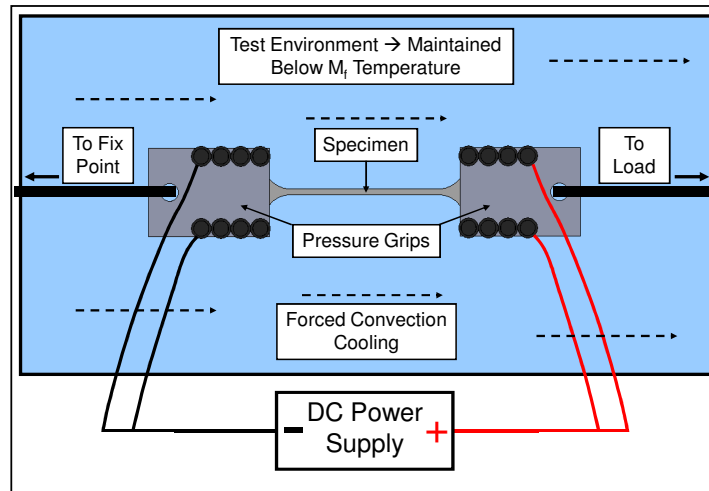 Test Environment → Maintained
Below Mf Temperature
To Fix
Point
Specimen
To
Load
Pressure Grips
Forced Convection
Cooling
- DC Power
Supply +